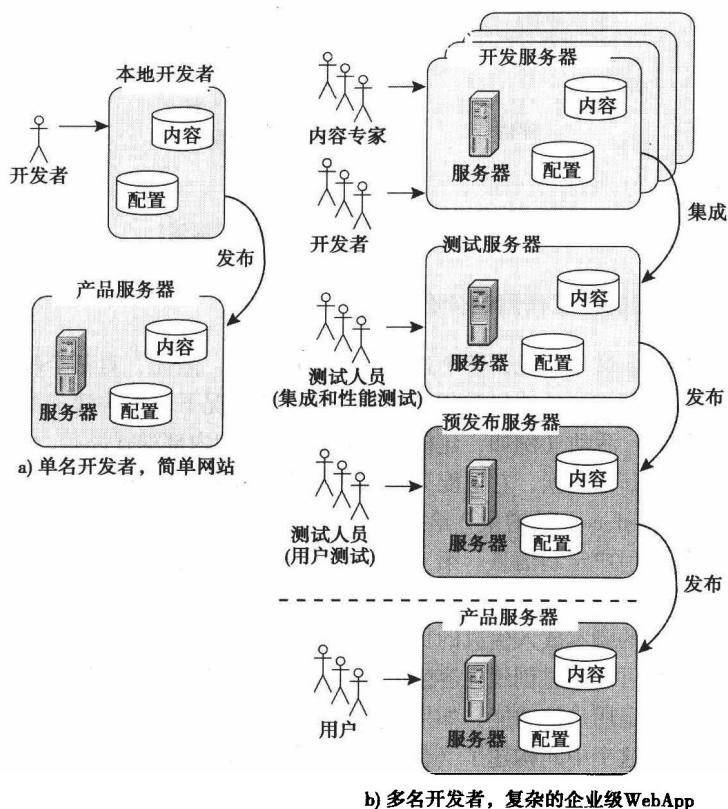 本地开发者
开发者
内容
配置
发布
产品服务器
服务器
内容
配置
a) 单名开发者，简单网站
开发服务器
内容专家
服务器
内容
配置
开发者
集成
测试服务器
测试人员
(集成和性能测试)
服务器
内容
配置
发布
预发布服务器
测试人员
(用户测试)
服务器
内容
配置
发布
产品服务器
用户
服务器
内容
配置
b) 多名开发者，复杂的企业级WebApp